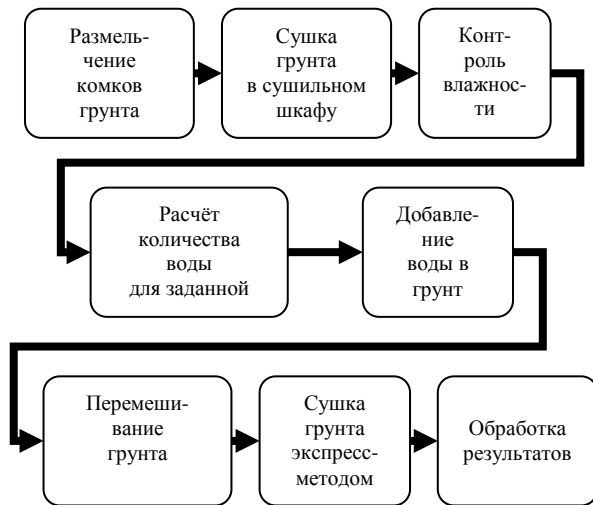 Размель-
чение
комков
грунта
Сушка
грунта
в сушильном
шкафу
Конт-
роль
влажнос-
ти
Расчёт
количества
воды
для заданной
Добавле-
ние
воды в
грунт
Перемеши-
вание
грунта
Сушка
грунта
экспресс-
методом
Обработка
результатов